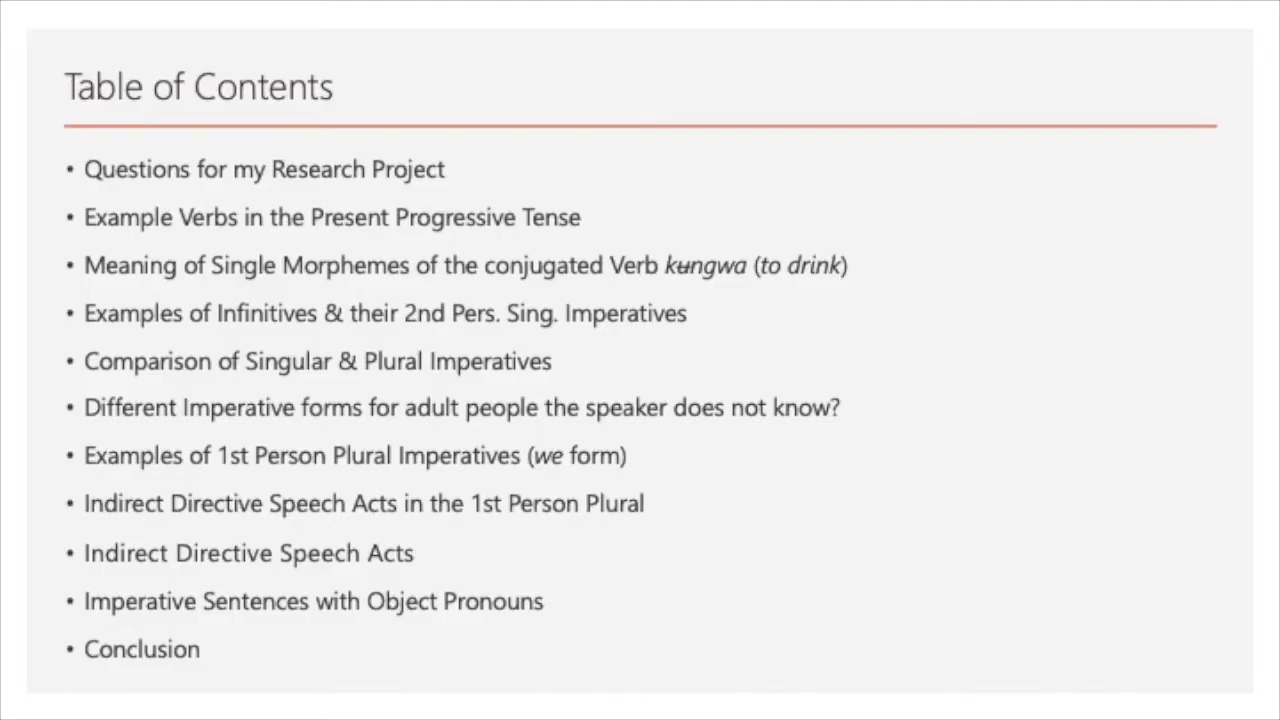 Table of Contents
• Questions for my Research Project
• Example Verbs in the Present Progressive Tense
• Meaning of Single Morphemes of the conjugated Verb kʉngwa (to drink)
• Examples of Infinitives & their 2nd Pers. Sing. Imperatives
• Comparison of Singular & Plural Imperatives
• Different Imperative forms for adult people the speaker does not know?
• Examples of 1st Person Plural Imperatives (we form)
• Indirect Directive Speech Acts in the 1st Person Plural
• Indirect Directive Speech Acts
• Imperative Sentences with Object Pronouns
• Conclusion